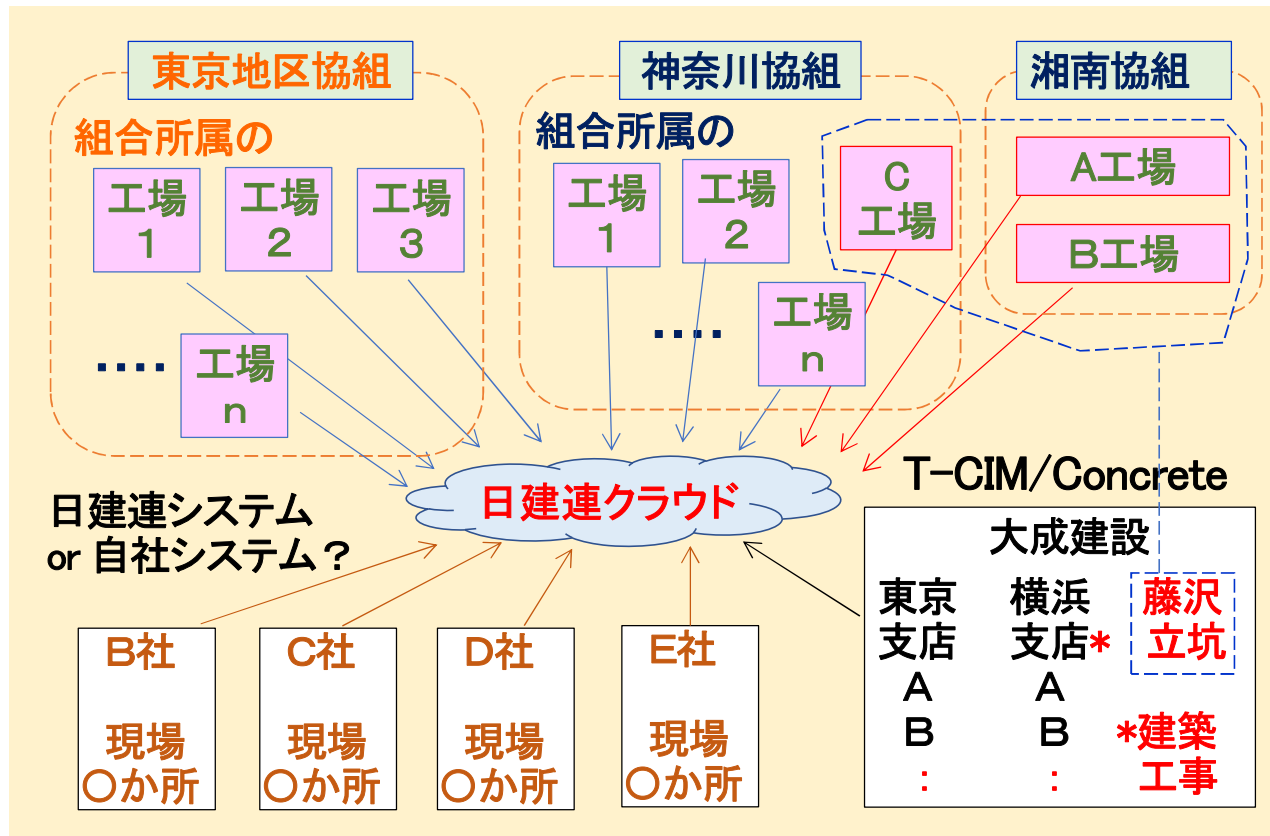 東京地区協組
神奈川協組
湘南協組
組合所属の
組合所属の
工場
1
工場
2
工場
3
‥‥
工場
n
工場
1
工場
2
‥‥
工場
n
C
工場
A工場
B工場
日建連クラウド
日建連システム
or 自社システム？
T-CIM/Concrete
B社
現場
〇か所
C社
現場
〇か所
D社
現場
〇か所
E社
現場
〇か所
大成建設
東京
支店
A
B
：
横浜
支店*
A
B
：
藤沢
立坑
*建築
工事